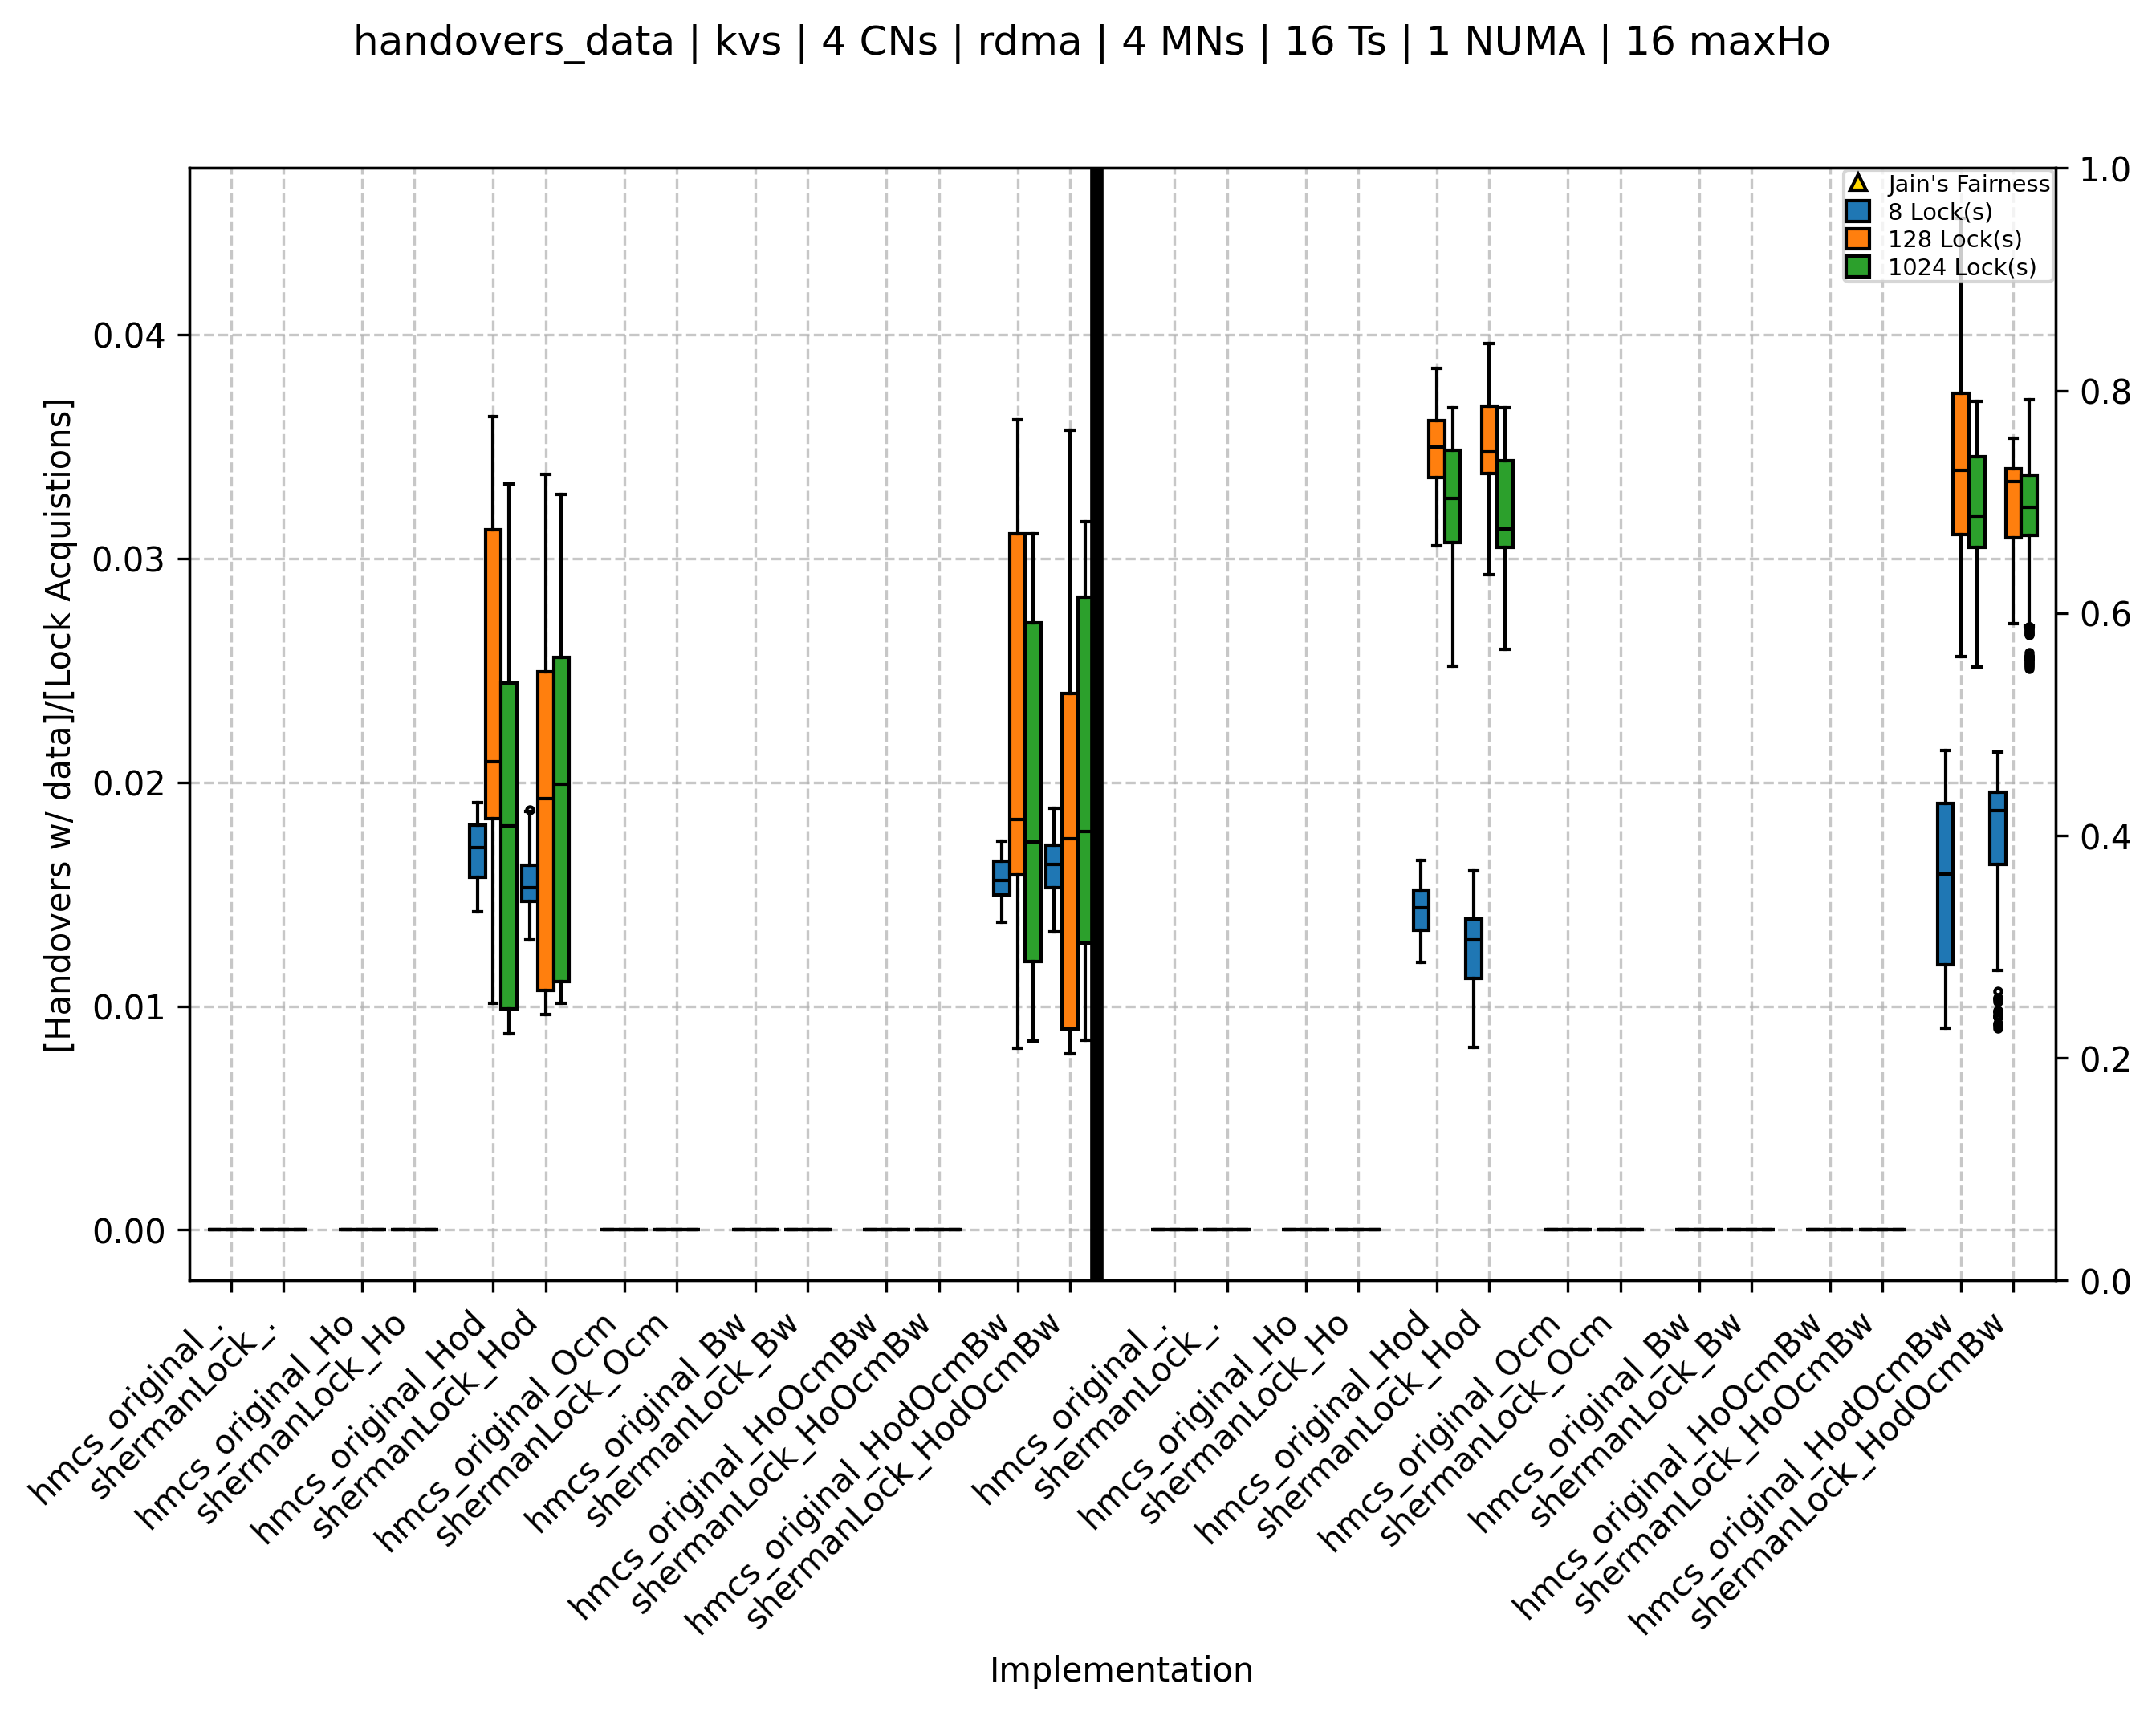 handovers_data | kvs | 4 CNs | rdma | 4 MNs | 16 Ts | 1 NUMA | 16 maxHo
[Handovers w/ data]/[Lock Acquistions]
0.04
0.03
0.02
0.01
0.00
1.0
0.8
0.6
0.4
0.2
0.0
Jain's Fairness
8 Lock(s)
128 Lock(s)
1024 Lock(s)
hmcs_original_.
shermanLock_.
hmcs_original_Ho
shermanLock_Ho
hmcs_original_Hod
shermanLock_Hod
hmcs_original_Ocm
shermanLock_Ocm
hmcs_original_Bw
shermanLock_Bw
hmcs_original_HoOcmBw
shermanLock_HoOcmBw
hmcs_original_HodOcmBw
shermanLock_HodOcmBw
hmcs_original_.
shermanLock_.
hmcs_original_Ho
shermanLock_Ho
hmcs_original_Hod
shermanLock_Hod
hmcs_original_Ocm
shermanLock_Ocm
hmcs_original_Bw
shermanLock_Bw
hmcs_original_HoOcmBw
shermanLock_HoOcmBw
hmcs_original_HodOcmBw
shermanLock_HodOcmBw
Implementation